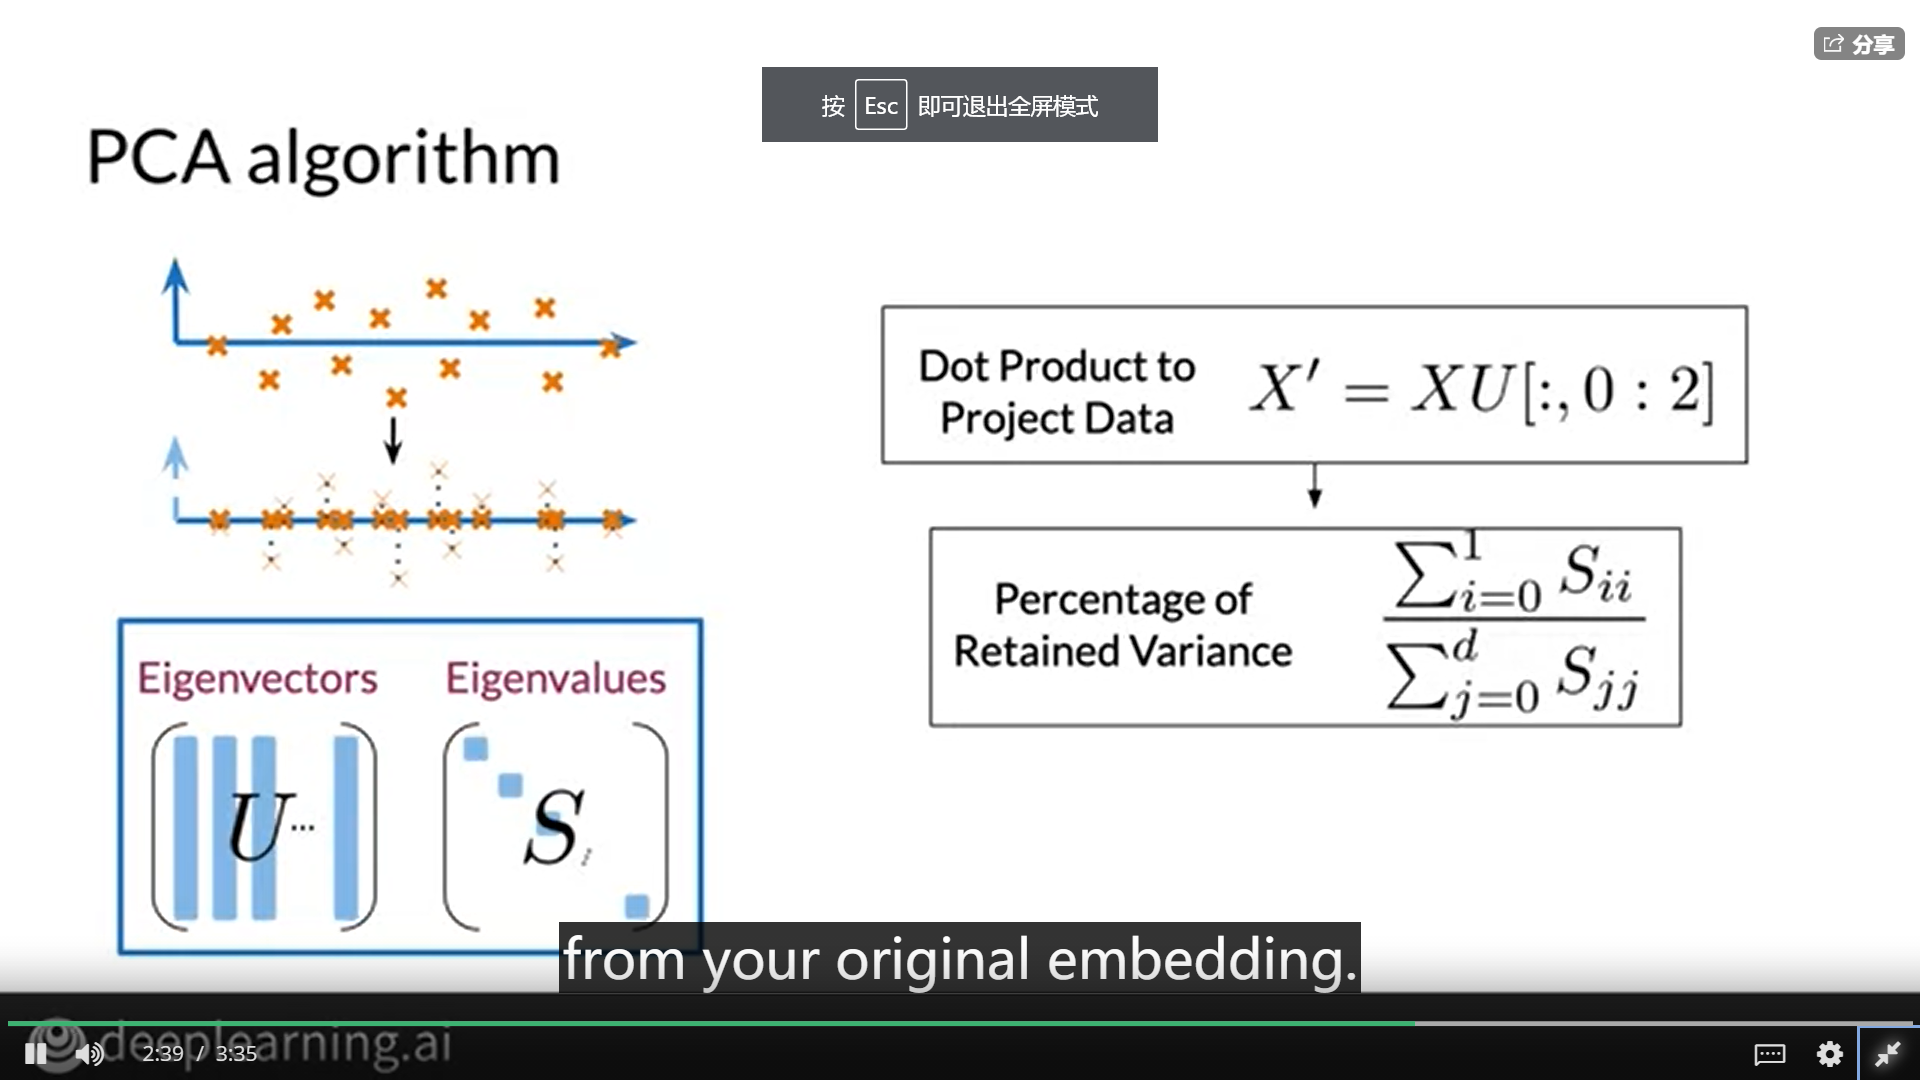 分享
按 Esc 即可退出全屏模式
PCA algorithm
Dot Product to
Project Data
X′ = XU[:, 0 : 2]
Percentage of
Retained Variance
∑¹ᵢ₌₀ Sᵢᵢ
∑ᵈⱼ₌₀ Sⱼⱼ
Eigenvectors Eigenvalues
U ... S
from your original embedding.
deeplearning.ai
2:39 / 3:35